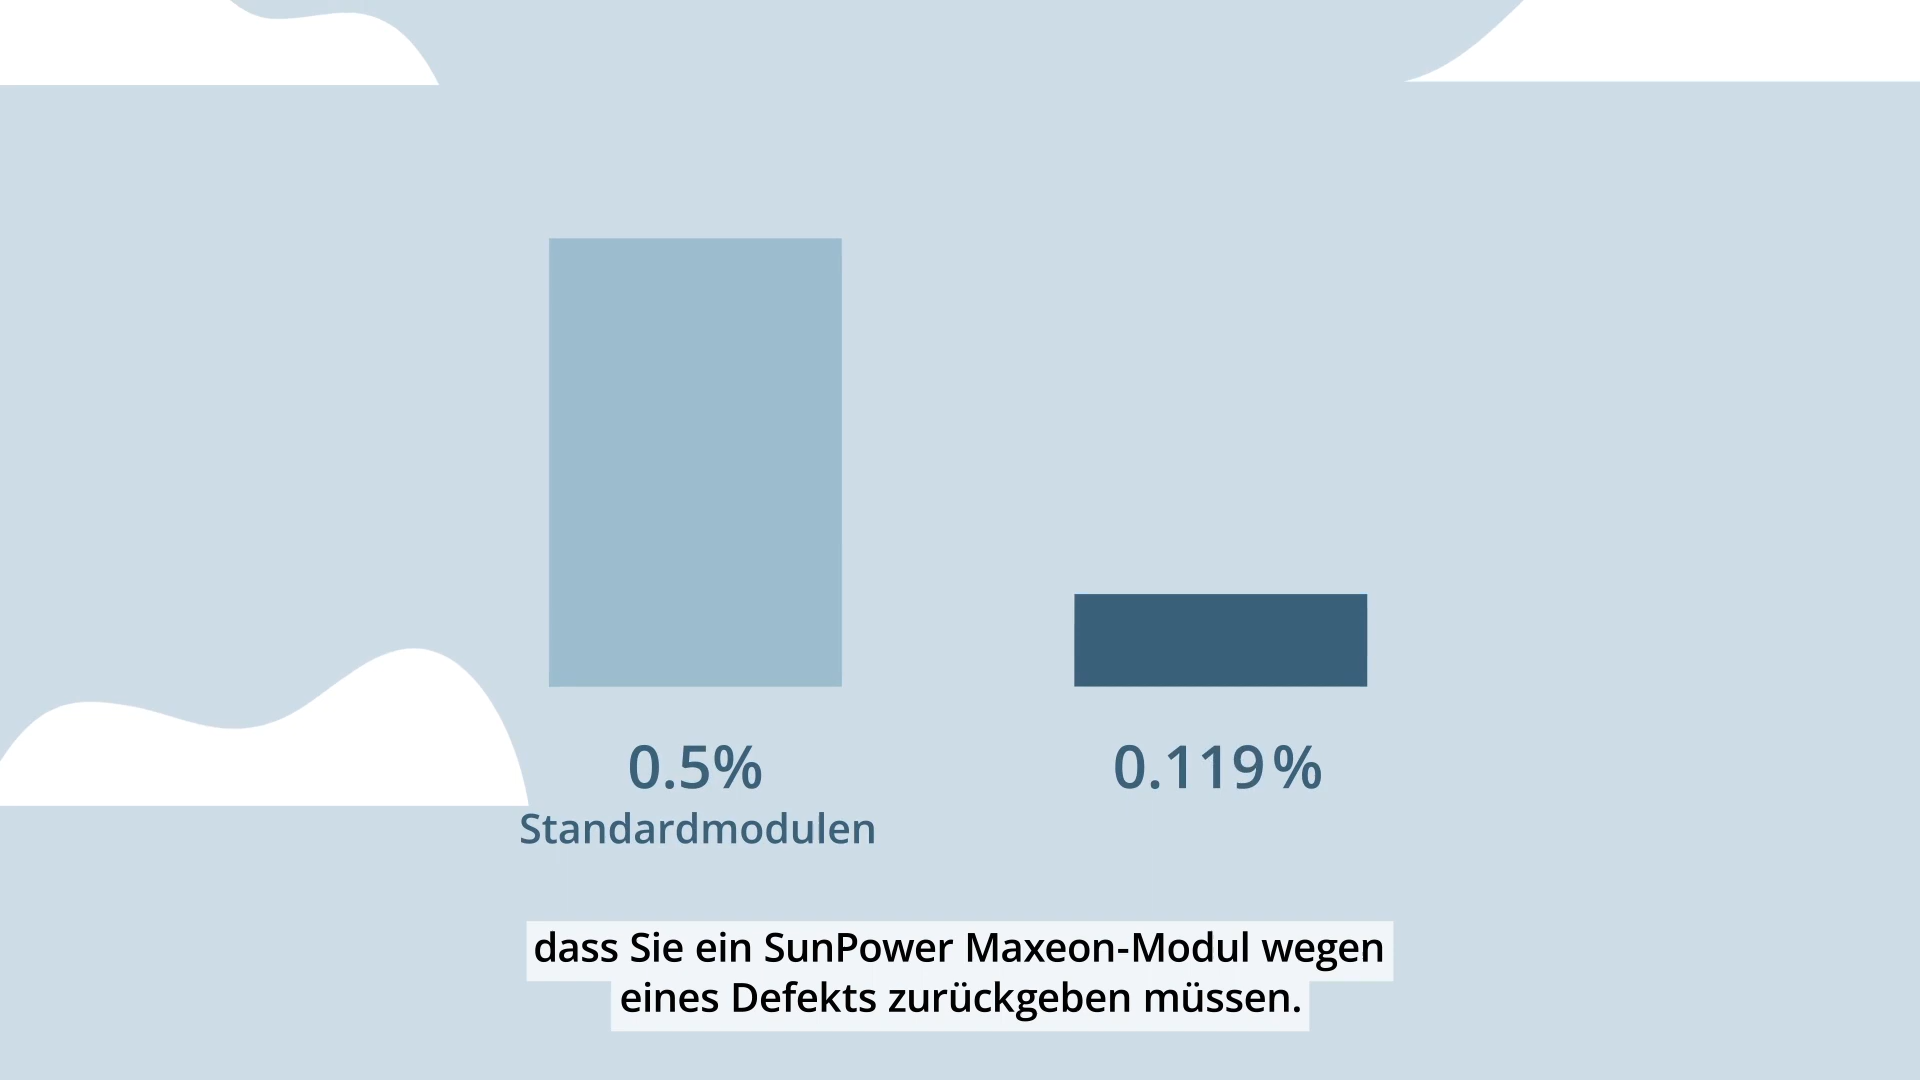 0.5%
Standardmodulen
0.119%
dass Sie ein SunPower Maxeon-Modul wegen
eines Defekts zurückgeben müssen.